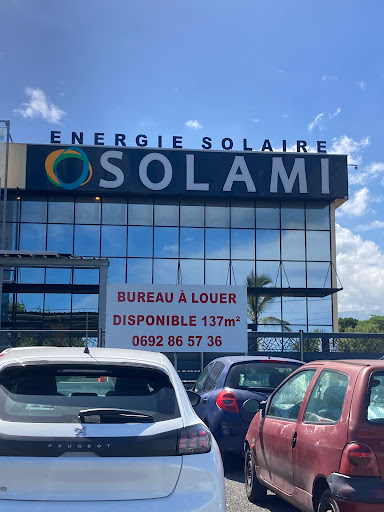 ENERGIE SOLAIRE
SOLAMI
BUREAU À LOUER
DISPONIBLE 137m²
0692 86 57 36
PEUGEOT